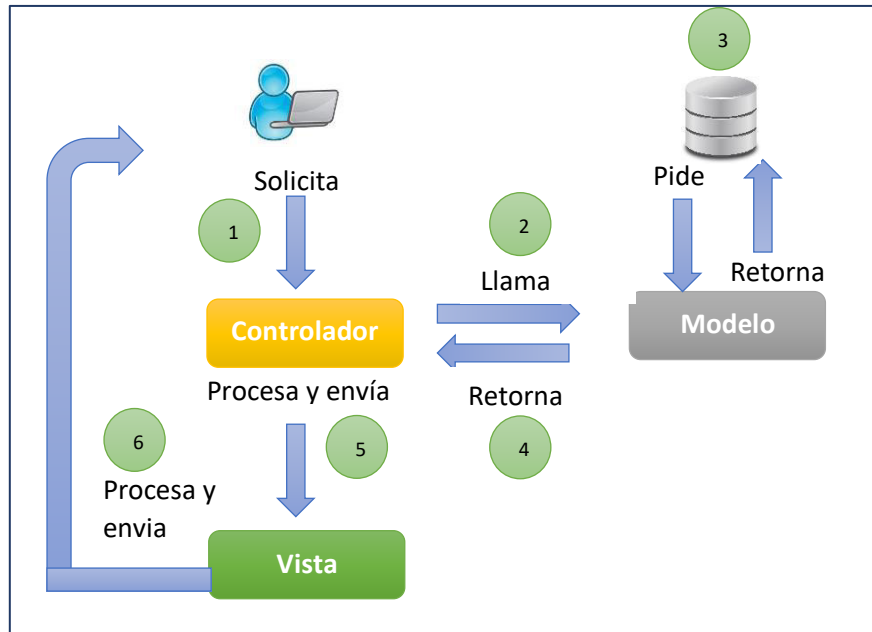 3
Solicita
Pide
1
2
Llama
Retorna
Controlador
Modelo
Procesa y envía
Retorna
6
5
4
Procesa y
envia
Vista